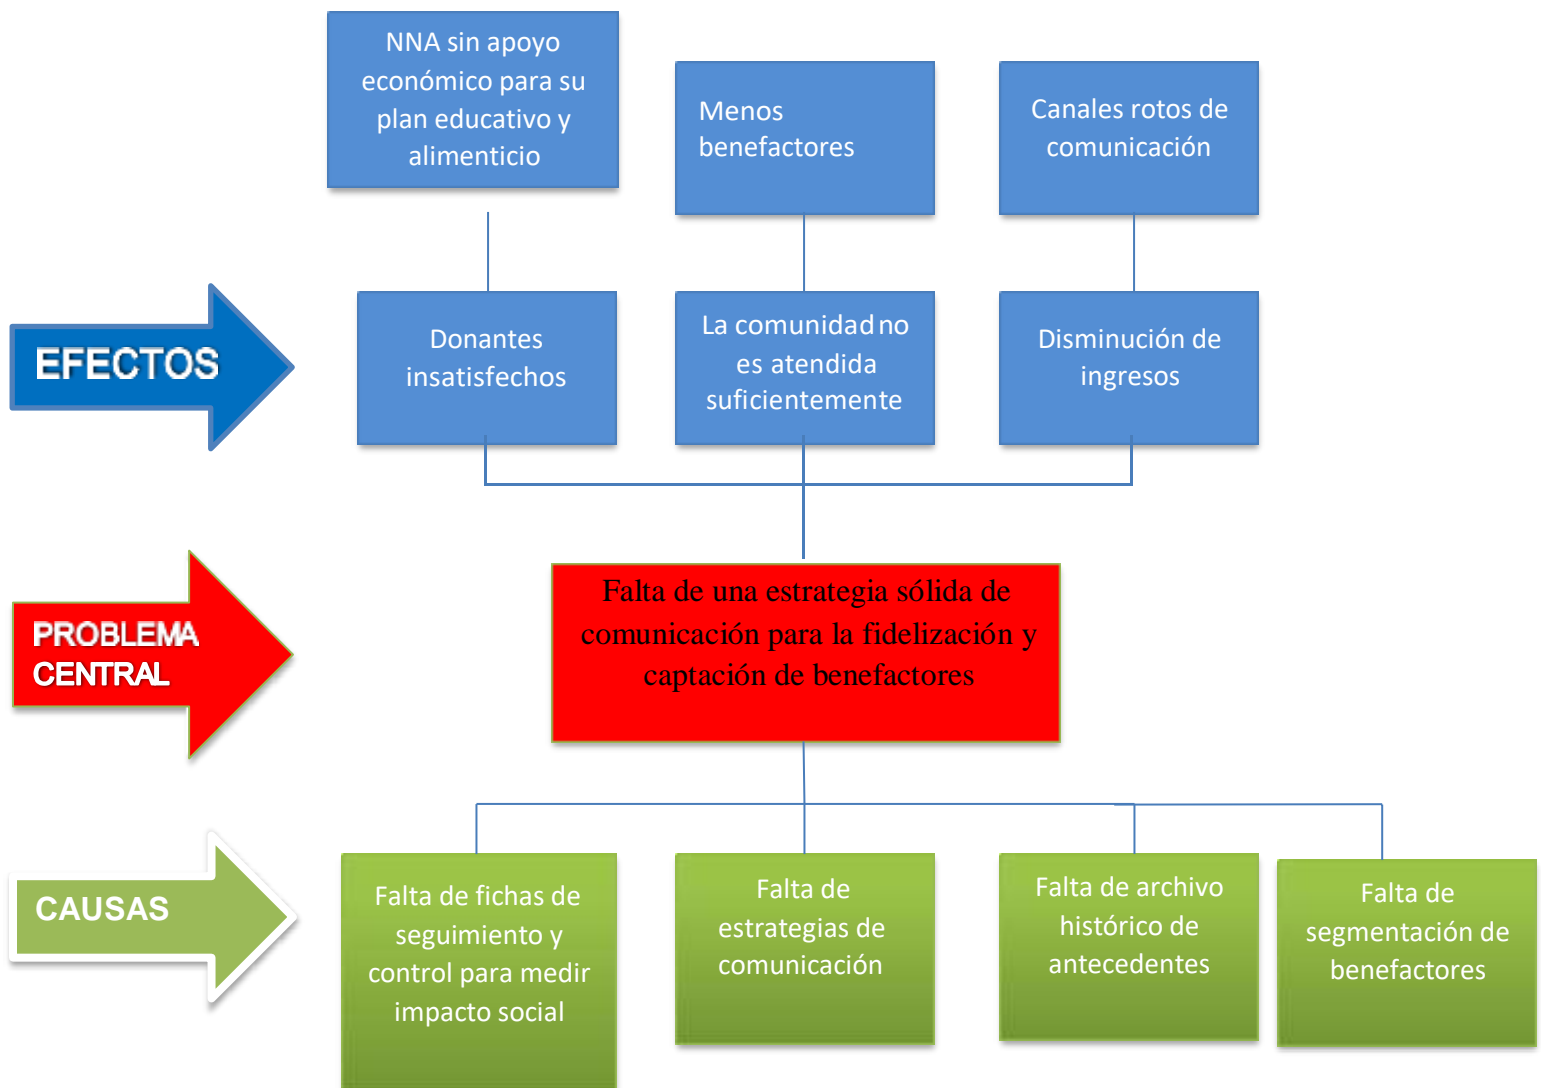 NNA sin apoyo
económico para su
plan educativo y
alimenticio
Menos
benefactores
Canales rotos de
comunicación
EFECTOS
Donantes
insatisfechos
La comunidad no
es atendida
suficientemente
Disminución de
ingresos
PROBLEMA
CENTRAL
Falta de una estrategia sólida de
comunicación para la fidelización y
captación de benefactores
CAUSAS
Falta de fichas de
seguimiento y
control para medir
impacto social
Falta de
estrategias de
comunicación
Falta de archivo
histórico de
antecedentes
Falta de
segmentación de
benefactores